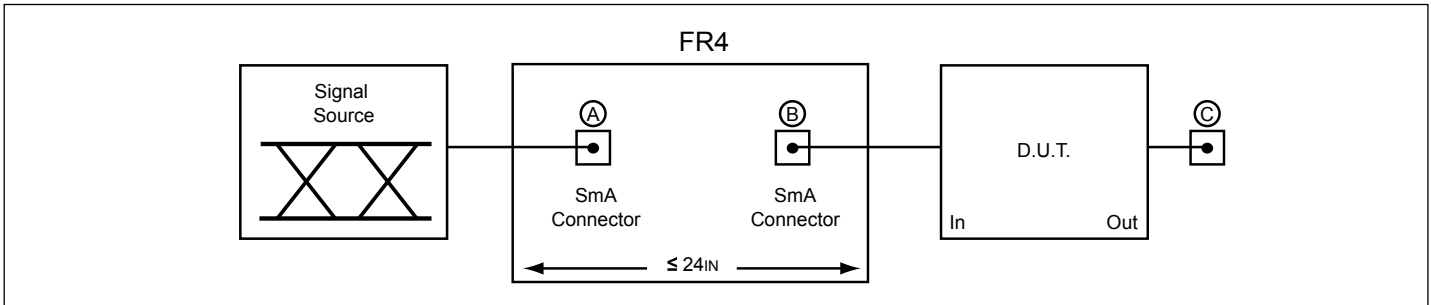 FR4
Signal
Source
A
B
C
SmA
Connector
SmA
Connector
D.U.T.
In
Out
≤ 24IN